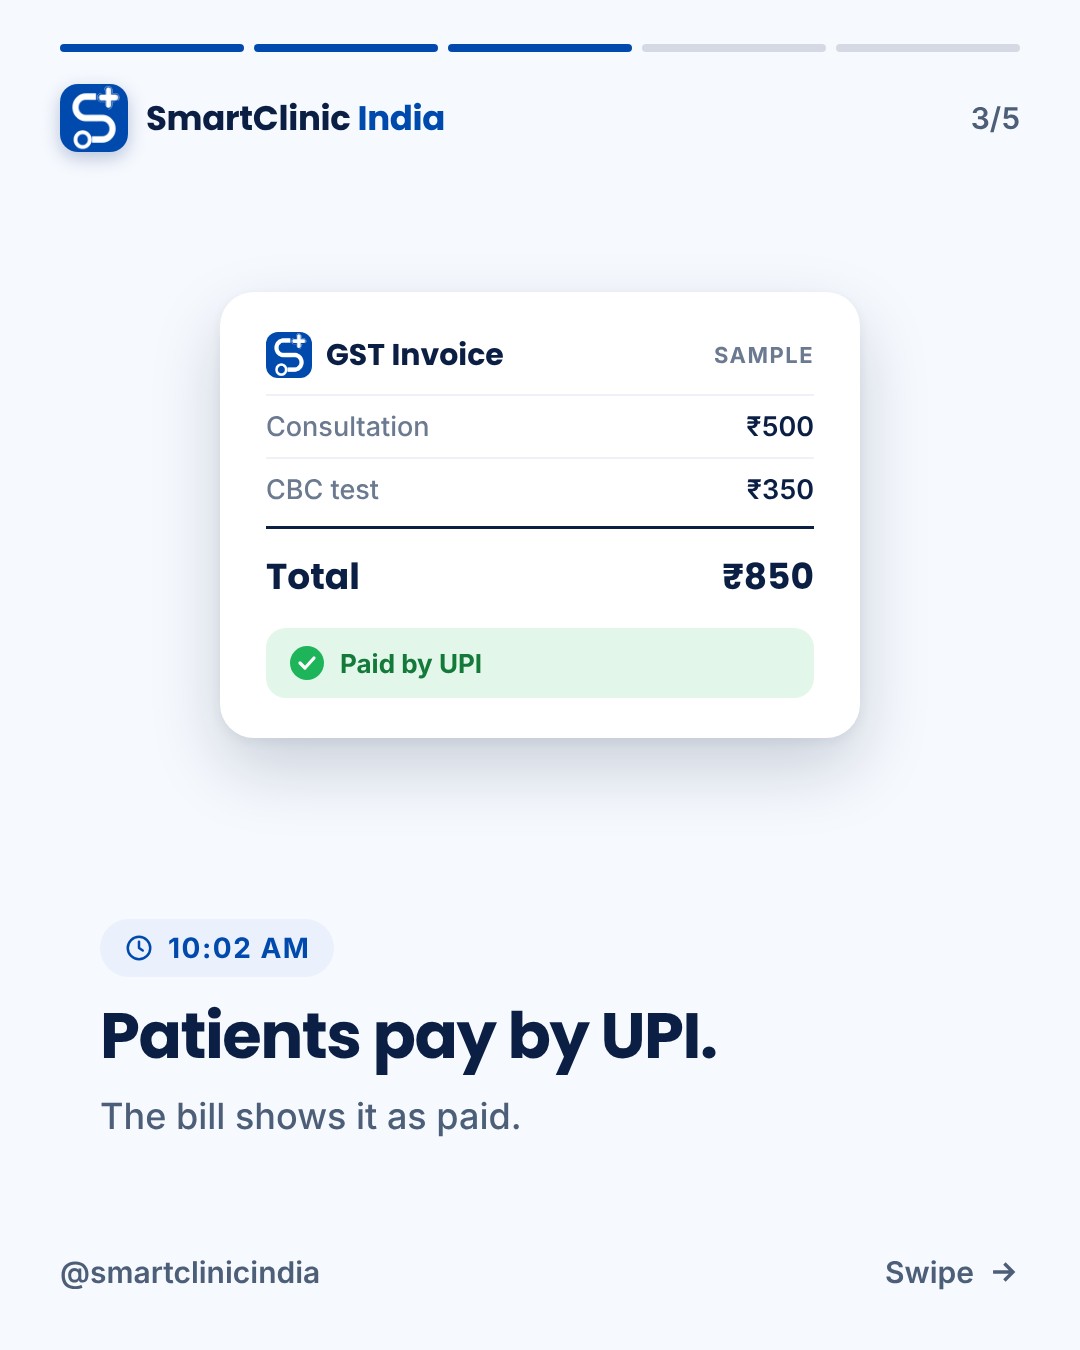 SmartClinic India
3/5
GST Invoice SAMPLE
Consultation ₹500
CBC test ₹350
Total ₹850
Paid by UPI
10:02 AM
Patients pay by UPI.
The bill shows it as paid.
@smartclinicindia
Swipe →